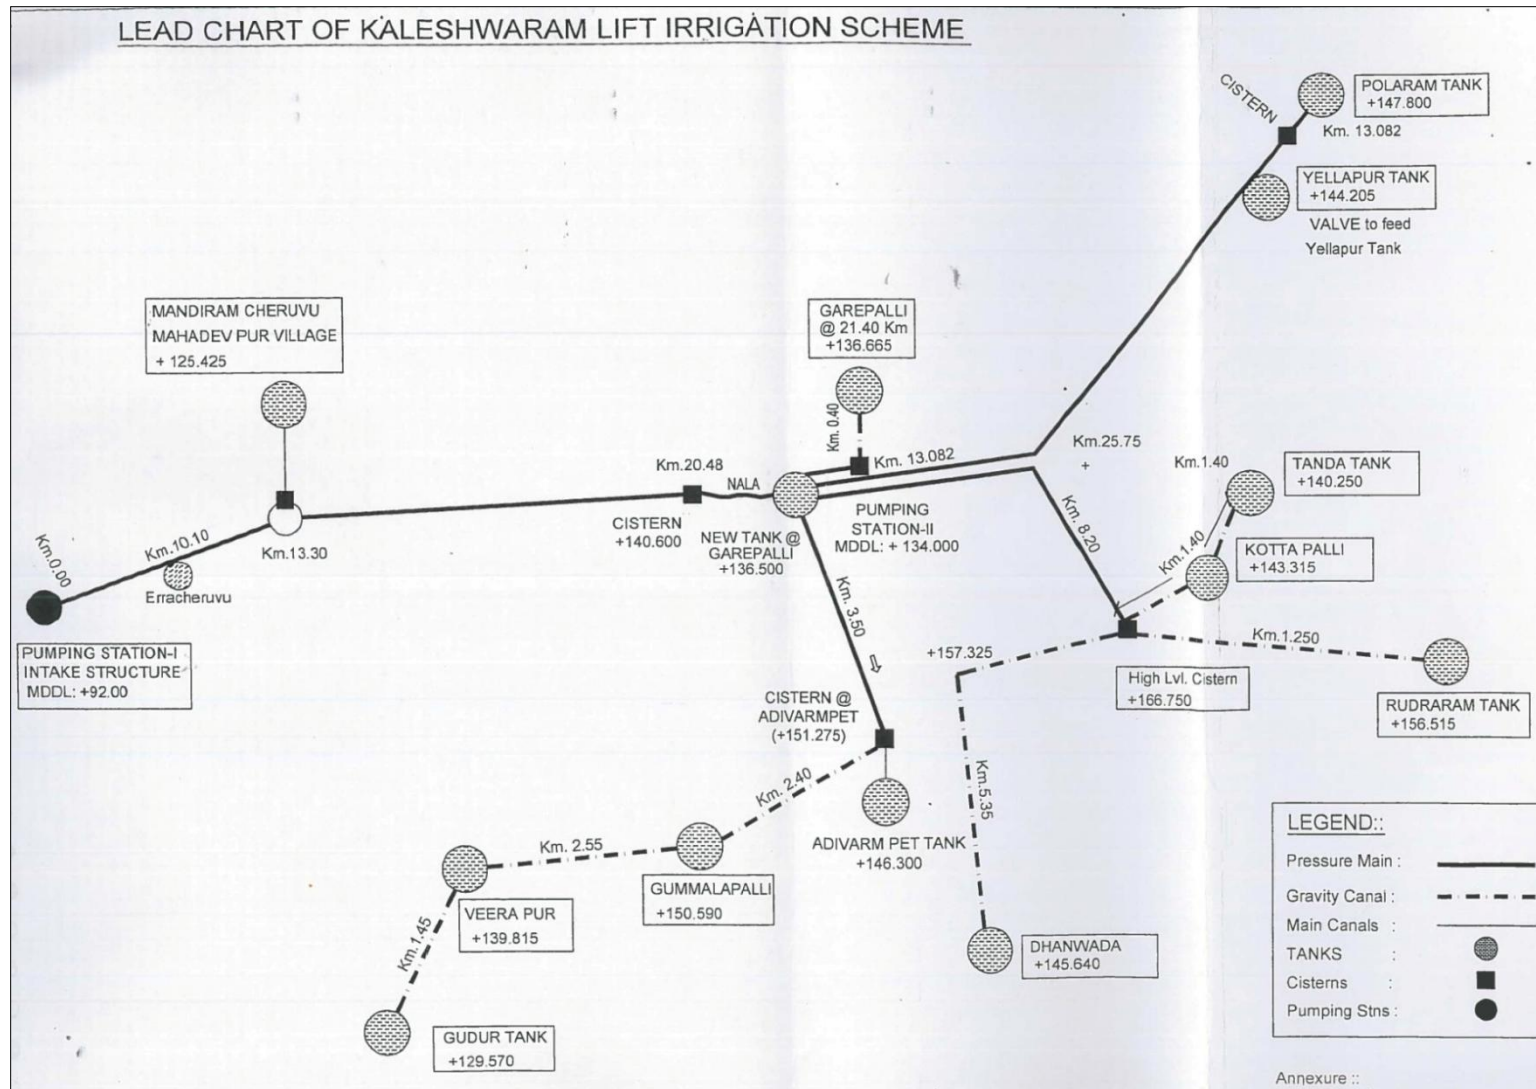 LEAD CHART OF KALESHWARAM LIFT IRRIGATION SCHEME
CISTERN
POLARAM TANK
+147.800
Km. 13.082
YELLAPUR TANK
+144.205
VALVE to feed
Yellapur Tank
MANDIRAM CHERUVU
MAHADEV PUR VILLAGE
+ 125.425
GAREPALLI
@ 21.40 Km
+136.665
Km. 0.40
Km. 13.082
Km.25.75
+
Km.20.48
NALA
Km.1.40
TANDA TANK
+140.250
Km.0.00
Km.10.10
Km.13.30
Erracheruvu
CISTERN
+140.600
NEW TANK @
GAREPALLI
+136.500
PUMPING
STATION-II
MDDL: + 134.000
Km. 8.20
Km.1.40
KOTTA PALLI
+143.315
PUMPING STATION-I
INTAKE STRUCTURE
MDDL: +92.00
Km. 3.50
+157.325
Km.1.250
High Lvl. Cistern
+166.750
RUDRARAM TANK
+156.515
CISTERN @
ADIVARMPET
(+151.275)
Km. 2.40
Km.5.35
Km. 2.55
ADIVARM PET TANK
+146.300
GUMMALAPALLI
+150.590
VEERA PUR
+139.815
Km.1.45
DHANWADA
+145.640
GUDUR TANK
+129.570
LEGEND::
Pressure Main :
Gravity Canal :
Main Canals :
TANKS :
Cisterns :
Pumping Stns :
Annexure ::